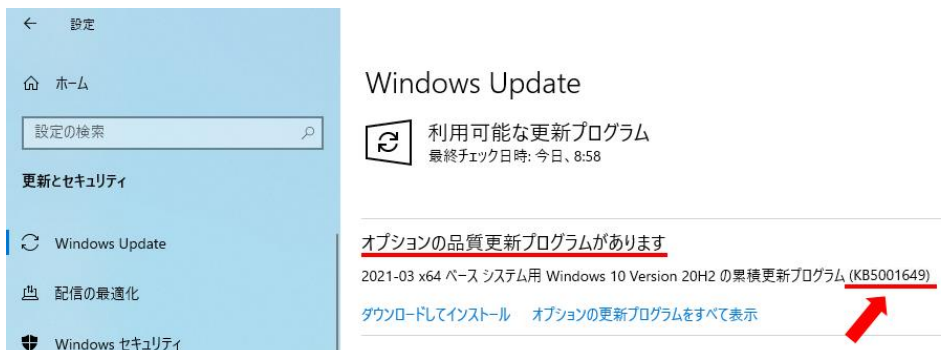 設定
ホーム
設定の検索
更新とセキュリティ
Windows Update
配信の最適化
Windows セキュリティ
Windows Update
利用可能な更新プログラム
最終チェック日時: 今日、8:58
オプションの品質更新プログラムがあります
2021-03 x64 ベース システム用 Windows 10 Version 20H2 の累積更新プログラム (KB5001649)
ダウンロードしてインストール オプションの更新プログラムをすべて表示